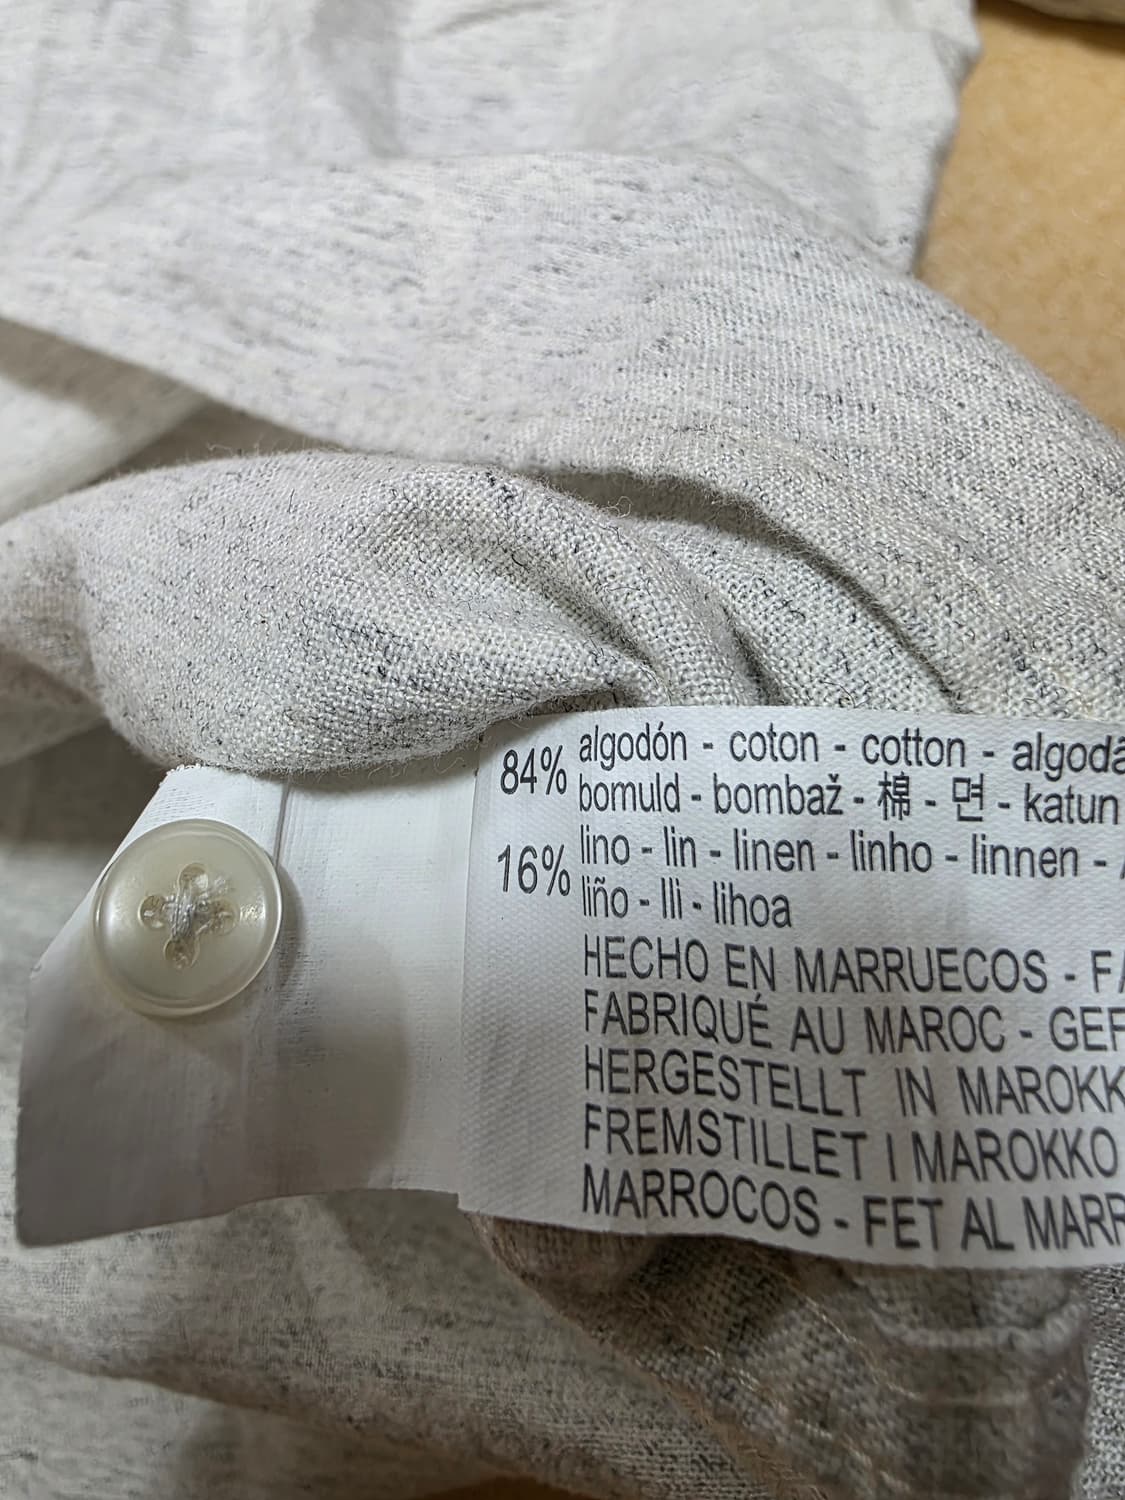 84% algodón - coton - cotton - algodã
bomuld - bombaž - 棉 - 면 - katun
16% lino - lin - linen - linho - linnen -
liño - lli - lihoa
HECHO EN MARRUECOS - FA
FABRIQUÉ AU MAROC - GEF
HERGESTELLT IN MAROKK
FREMSTILLET I MAROKKO
MARROCOS - FET AL MARR